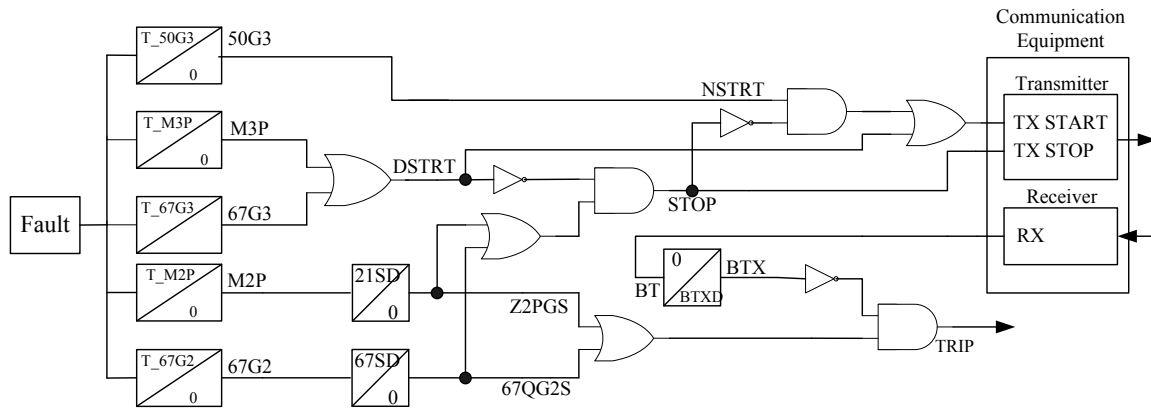 Communication
Equipment
T_50G3
0
50G3
Transmitter
NSTRT
TX START
TX STOP
T_M3P
0
M3P
DSTRT
T_67G3
0
67G3
STOP
Receiver
RX
Fault
T_M2P
0
M2P
21SD
0
Z2PGS
BT
0
BTXD
BTX
TRIP
T_67G2
0
67G2
67SD
0
67QG2S